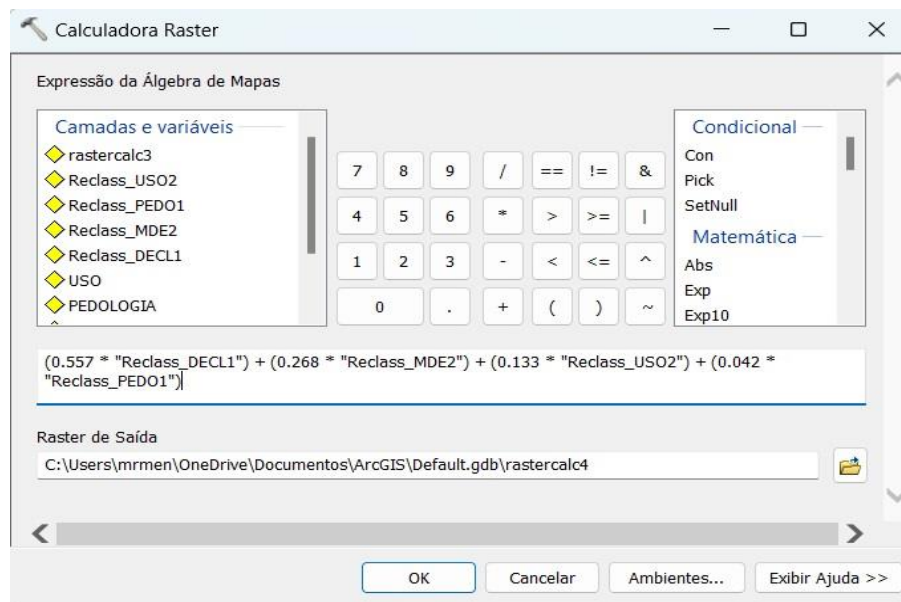 Calculadora Raster
Expressão da Álgebra de Mapas
Camadas e variáveis
rastercalc3
Reclass_USO2
Reclass_PEDO1
Reclass_MDE2
Reclass_DECL1
USO
PEDOLOGIA
7 8 9 / == != &
4 5 6 * > >= |
1 2 3 - < <= ^
0 . + ( ) ~
Condicional
Con
Pick
SetNull
Matemática
Abs
Exp
Exp10
(0.557 * "Reclass_DECL1") + (0.268 * "Reclass_MDE2") + (0.133 * "Reclass_USO2") + (0.042 *
"Reclass_PEDO1")
Raster de Saída
C:\Users\mrmen\OneDrive\Documentos\ArcGIS\Default.gdb\rastercalc4
OK Cancelar Ambientes... Exibir Ajuda >>